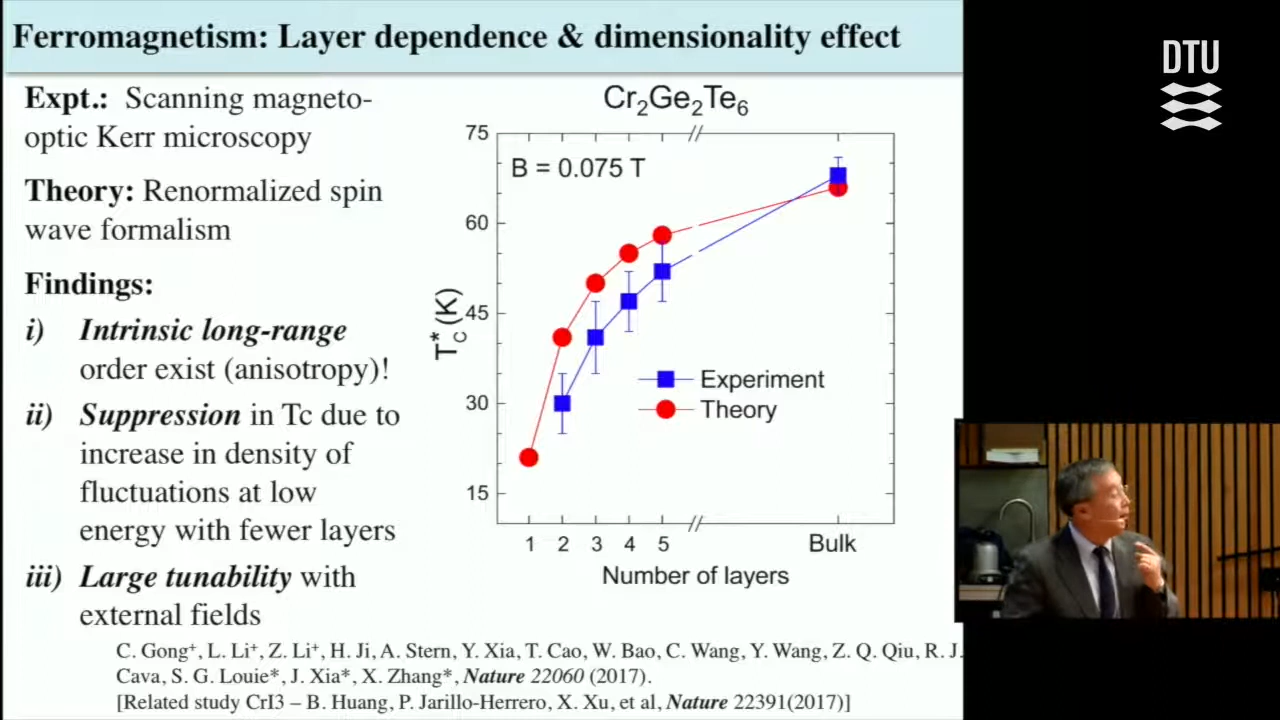 Ferromagnetism: Layer dependence & dimensionality effect
DTU
Expt.: Scanning magneto-
optic Kerr microscopy
Theory: Renormalized spin
wave formalism
Findings:
i) Intrinsic long-range
order exist (anisotropy)!
ii) Suppression in Tc due to
increase in density of
fluctuations at low
energy with fewer layers
iii) Large tunability with
external fields
Cr₂Ge₂Te₆
75
B = 0.075 T
60
45
T_C* (K)
30
15
Experiment
Theory
1 2 3 4 5 Bulk
Number of layers
C. Gong⁺, L. Li⁺, Z. Li⁺, H. Ji, A. Stern, Y. Xia, T. Cao, W. Bao, C. Wang, Y. Wang, Z. Q. Qiu, R. J.
Cava, S. G. Louie*, J. Xia*, X. Zhang*, Nature 22060 (2017).
[Related study CrI3 – B. Huang, P. Jarillo-Herrero, X. Xu, et al, Nature 22391(2017)]